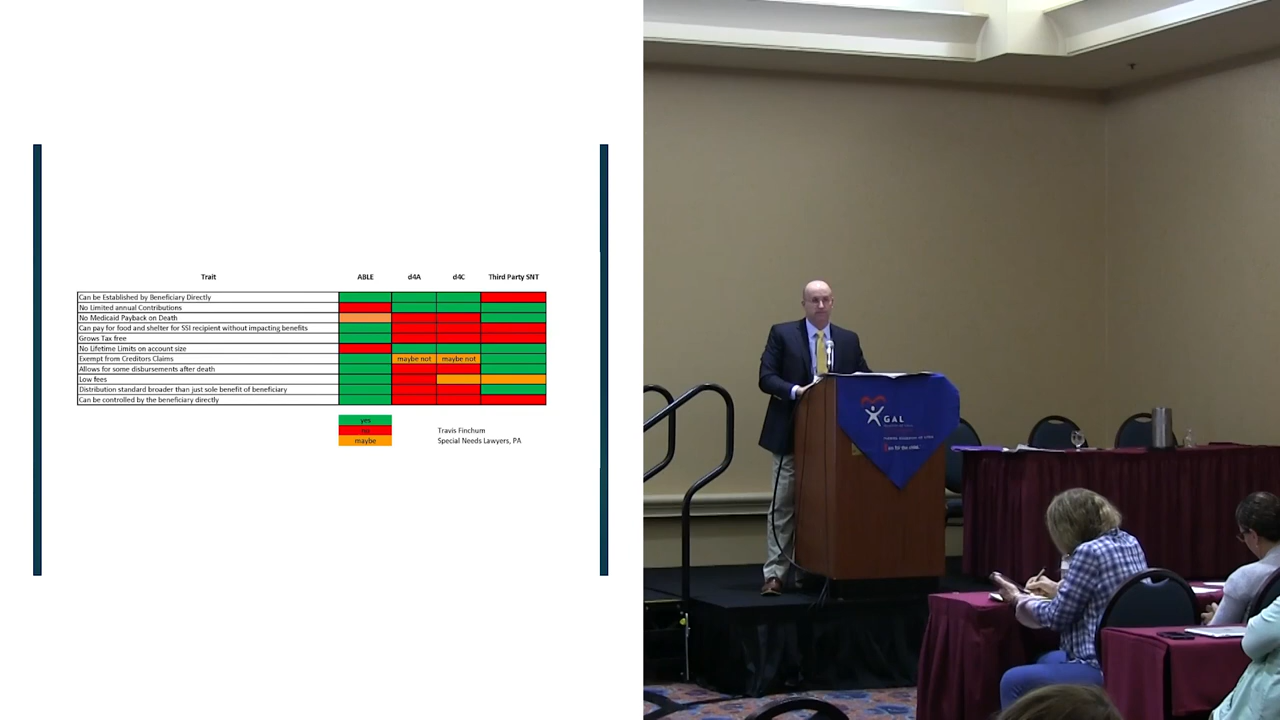 Trait ABLE d4A d4C Third Party SNT
Can be Established by Beneficiary Directly
No Limited annual Contributions
No Medicaid Payback on Death
Can pay for food and shelter for SSI recipient without impacting benefits
Grows Tax free
No Lifetime Limits on account size
Exempt from Creditors Claims maybe not maybe not
Allows for some disbursements after death
Low fees
Distribution standard broader than just sole benefit of beneficiary
Can be controlled by the beneficiary directly
yes
no Travis Finchum
maybe Special Needs Lawyers, PA
GAL
for the child.